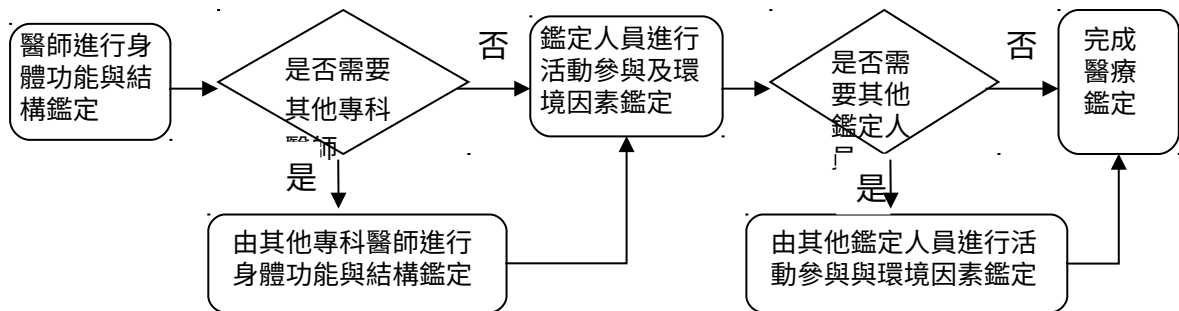 醫師進行身
體功能與結
構鑑定
是否需要
其他專科
醫師
否
是
由其他專科醫師進行
身體功能與結構鑑定
鑑定人員進行
活動參與及環
境因素鑑定
是否需
要其他
鑑定人
員
否
是
由其他鑑定人員進行活
動參與與環境因素鑑定
完成
醫療
鑑定